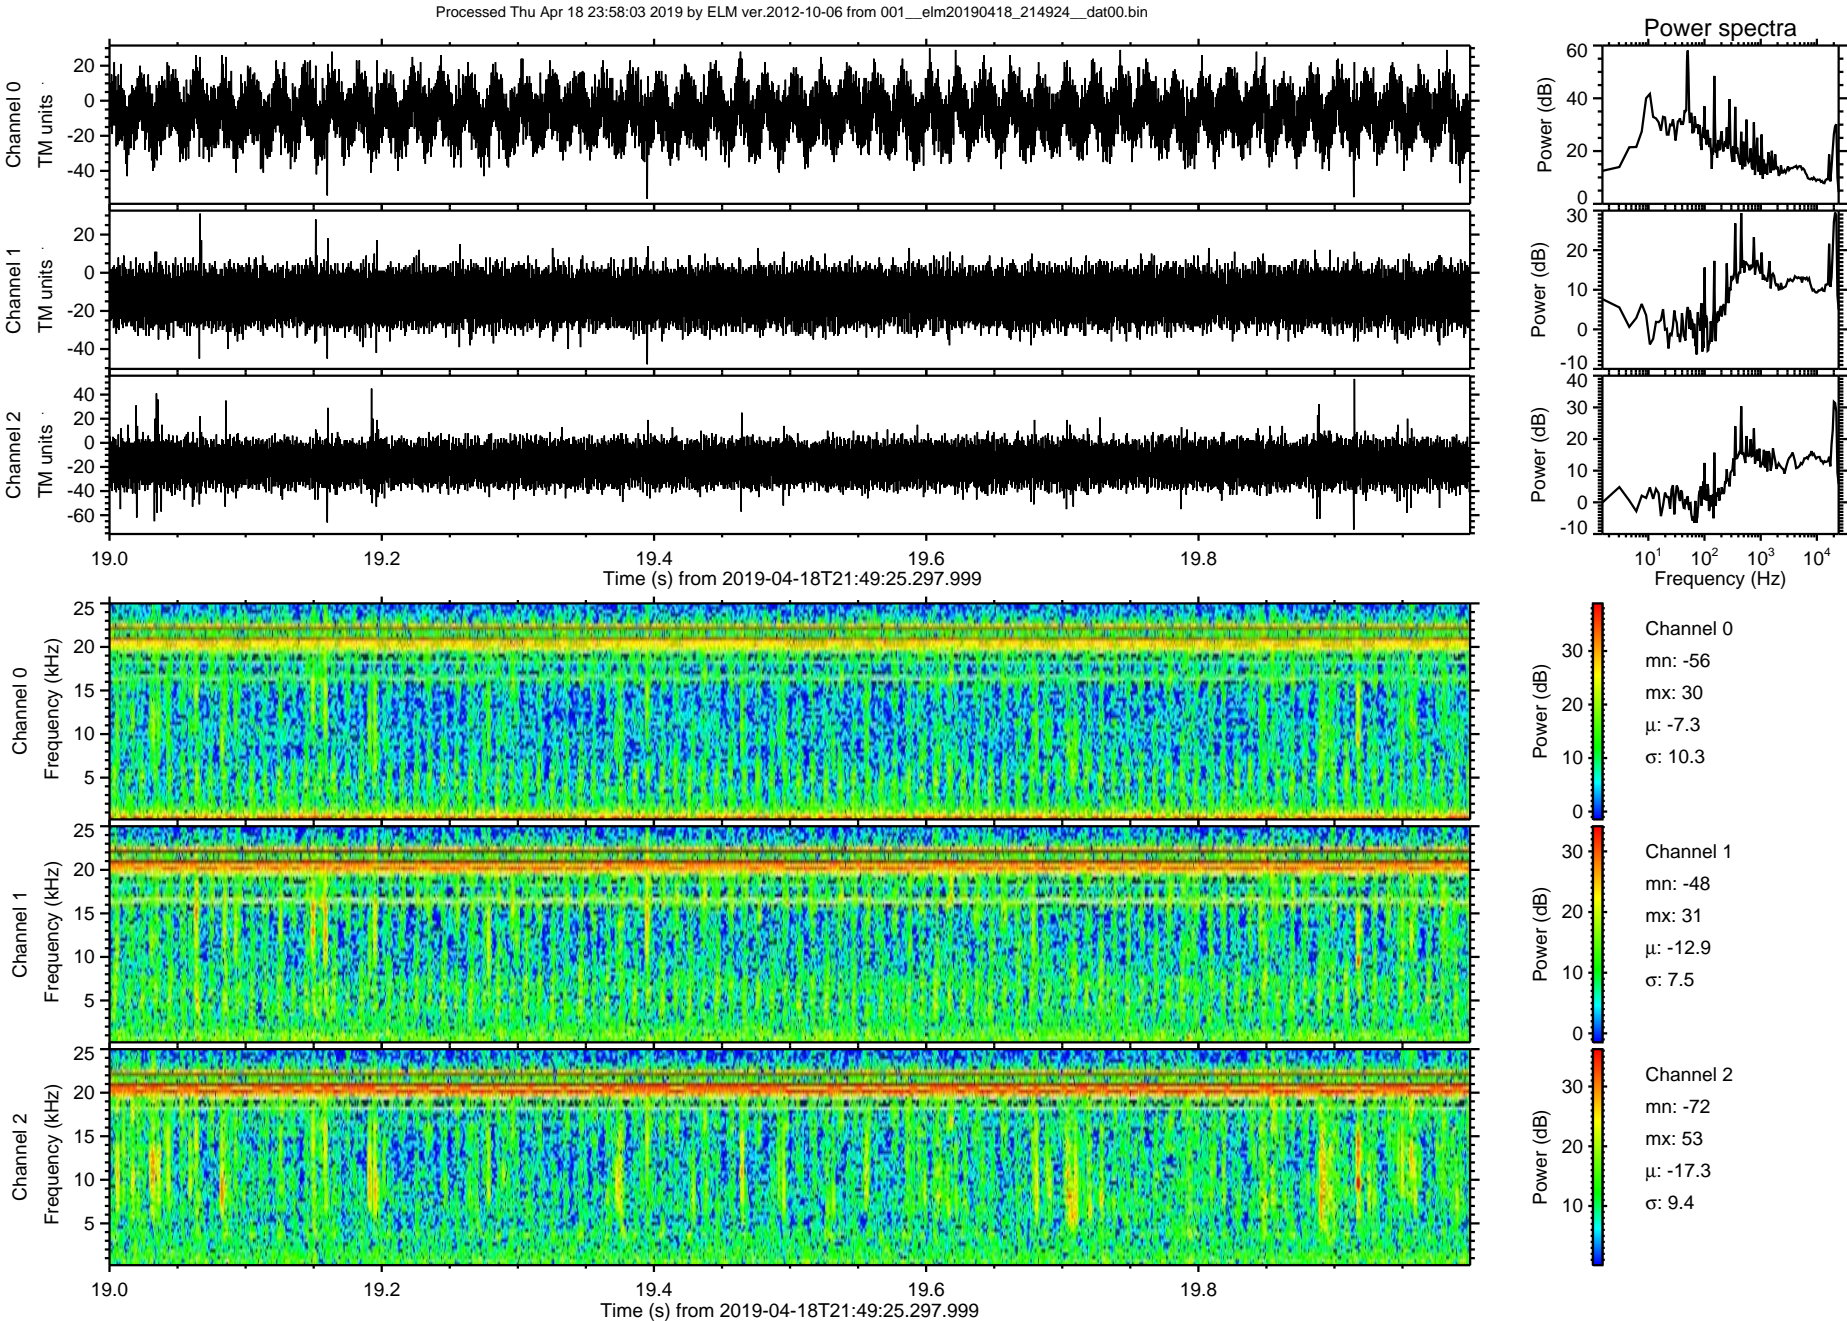 Processed Thu Apr 18 23:58:03 2019 by ELM ver.2012-10-06 from 001__elm20190418_214924__dat00.bin
Power spectra
Channel 0
TM units
20
0
-20
-40
Power (dB)
60
40
20
0
Channel 1
TM units
20
0
-20
-40
Power (dB)
30
20
10
0
-10
Channel 2
TM units
40
20
0
-20
-40
-60
Power (dB)
40
30
20
10
0
-10
19.0 19.2 19.4 19.6 19.8
Time (s) from 2019-04-18T21:49:25.297.999
10^1 10^2 10^3 10^4
Frequency (Hz)
Channel 0
Frequency (kHz)
25
20
15
10
5
Power (dB)
30
20
10
0
Channel 0
mn: -56
mx: 30
μ: -7.3
σ: 10.3
Channel 1
Frequency (kHz)
25
20
15
10
5
Power (dB)
30
20
10
0
Channel 1
mn: -48
mx: 31
μ: -12.9
σ: 7.5
Channel 2
Frequency (kHz)
25
20
15
10
5
Power (dB)
30
20
10
Channel 2
mn: -72
mx: 53
μ: -17.3
σ: 9.4
19.0 19.2 19.4 19.6 19.8
Time (s) from 2019-04-18T21:49:25.297.999